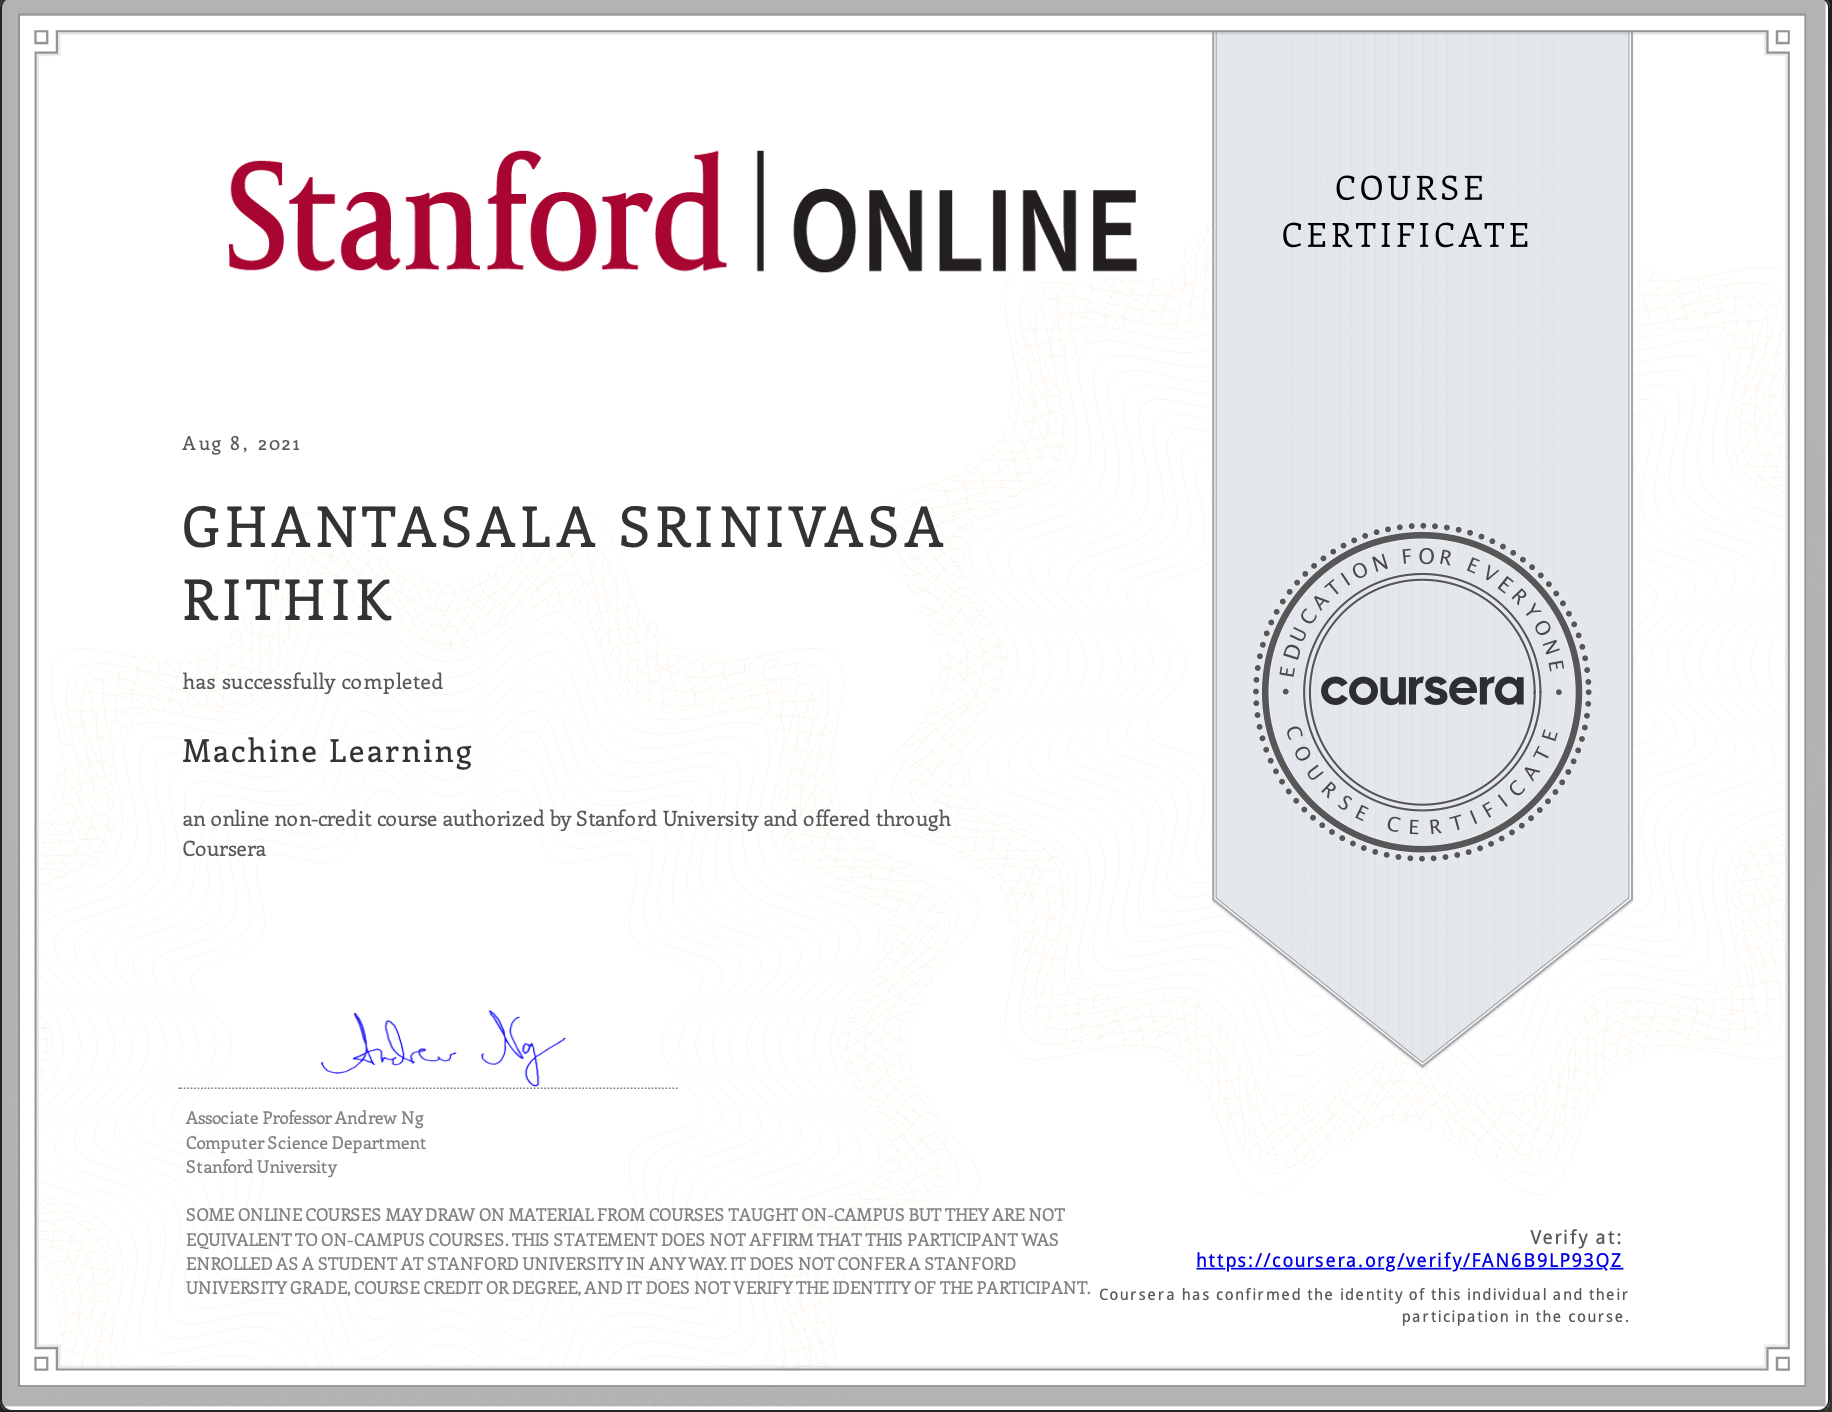 Stanford | ONLINE
COURSE
CERTIFICATE
Aug 8, 2021
GHANTASALA SRINIVASA
RITHIK
has successfully completed
Machine Learning
an online non-credit course authorized by Stanford University and offered through
Coursera
EDUCATION FOR EVERYONE
coursera
COURSE CERTIFICATE
Andrew Ng
Associate Professor Andrew Ng
Computer Science Department
Stanford University
SOME ONLINE COURSES MAY DRAW ON MATERIAL FROM COURSES TAUGHT ON-CAMPUS BUT THEY ARE NOT
EQUIVALENT TO ON-CAMPUS COURSES. THIS STATEMENT DOES NOT AFFIRM THAT THIS PARTICIPANT WAS
ENROLLED AS A STUDENT AT STANFORD UNIVERSITY IN ANY WAY. IT DOES NOT CONFER A STANFORD
UNIVERSITY GRADE, COURSE CREDIT OR DEGREE, AND IT DOES NOT VERIFY THE IDENTITY OF THE PARTICIPANT.
Verify at:
https://coursera.org/verify/FAN6B9LP93QZ
Coursera has confirmed the identity of this individual and their
participation in the course.